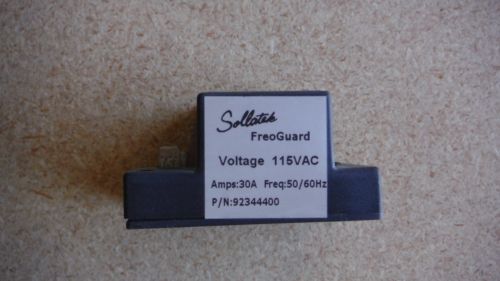 Sollatek
FreoGuard
Voltage 115VAC
Amps:30A Freq:50/60Hz
P/N:92344400